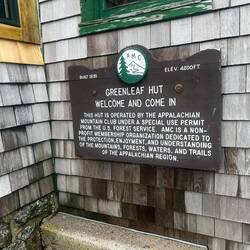 AMC
BUILT 1929 ELEV. 4200FT.
GREENLEAF HUT
WELCOME AND COME IN
THIS HUT IS OPERATED BY THE APPALACHIAN
MOUNTAIN CLUB UNDER A SPECIAL USE PERMIT
FROM THE U.S. FOREST SERVICE. AMC IS A NON-
PROFIT MEMBERSHIP ORGANIZATION DEDICATED TO
THE PROTECTION, ENJOYMENT, AND UNDERSTANDING
OF THE MOUNTAINS, FORESTS, WATERS, AND TRAILS
OF THE APPALACHIAN REGION.